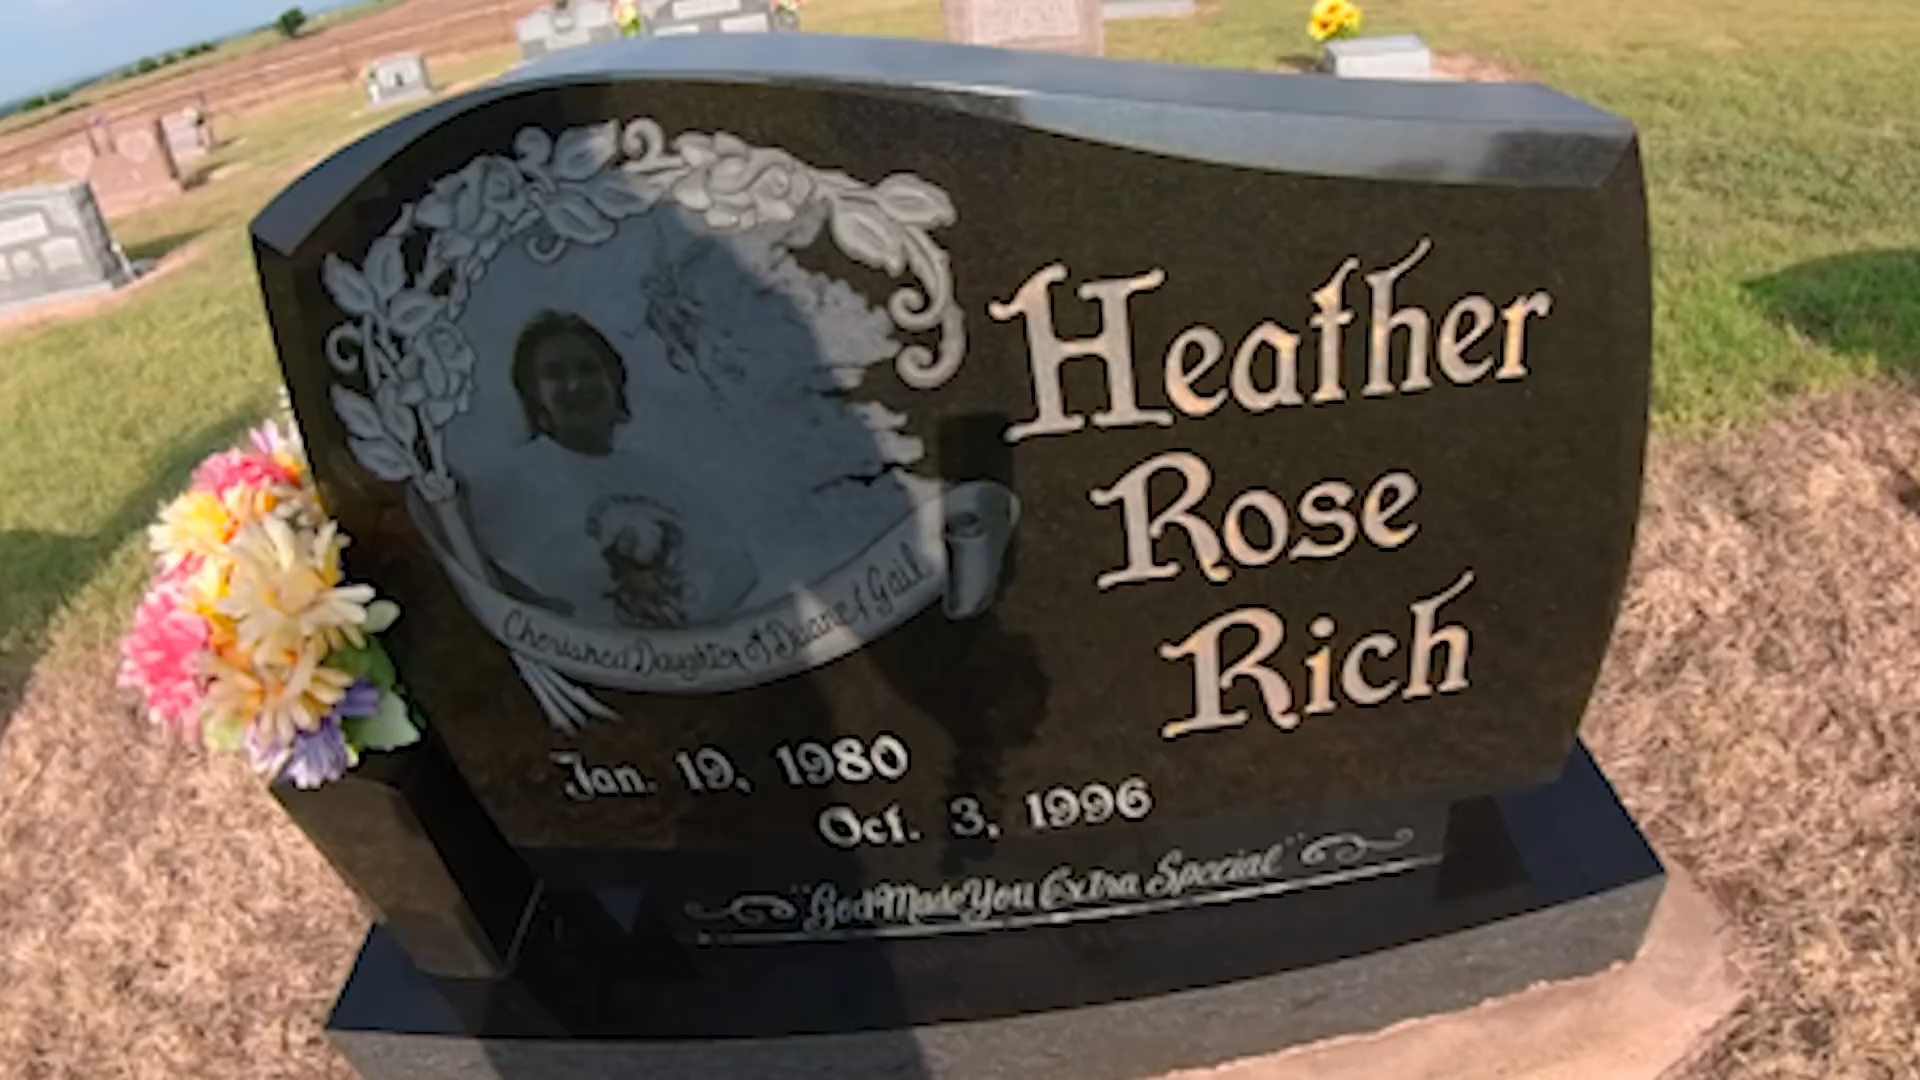 Heather
Rose
Rich
Cherished Daughter of Duane & Gail
Jan. 19, 1980
Oct. 3, 1996
"God Made You Extra Special"